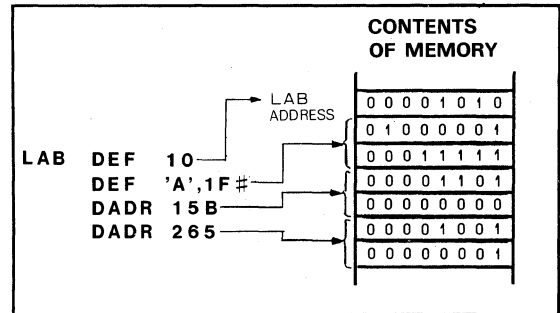 CONTENTS
OF MEMORY
LAB
ADDRESS
0 0 0 0 1 0 1 0
0 1 0 0 0 0 0 1
LAB DEF 10
0 0 0 1 1 1 1 1
DEF 'A',1F#
0 0 0 0 1 1 0 1
DADR 15B
0 0 0 0 0 0 0 0
DADR 265
0 0 0 0 1 0 0 1
0 0 0 0 0 0 0 1